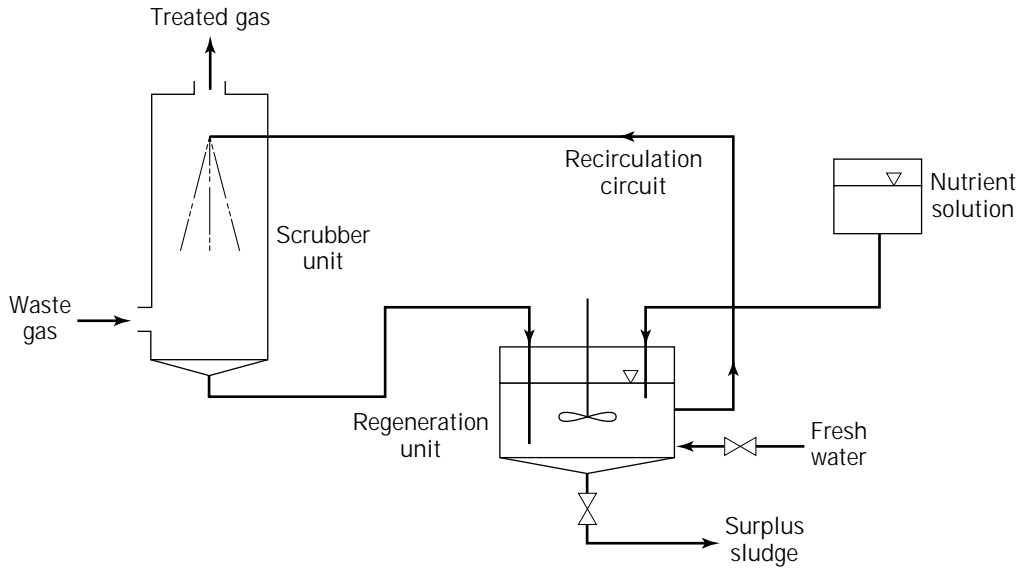 Treated gas
Recirculation
circuit
Nutrient
solution
Scrubber
unit
Waste
gas
Regeneration
unit
Fresh
water
Surplus
sludge